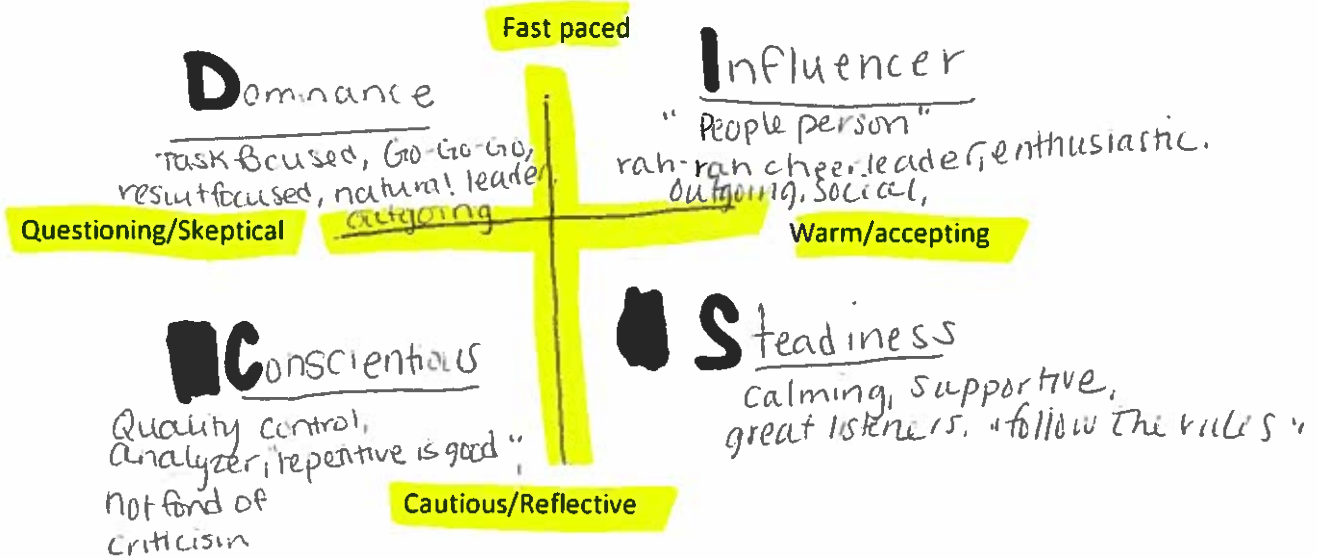 Fast paced
Dominance
Task focused, Go-Go-Go,
result focused, natural leader.
outgoing
Influencer
"People person"
rah-rah cheerleader, enthusiastic.
outgoing, social,
Questioning/Skeptical
Warm/accepting
Conscientious
Quality control,
analyzer, "repetitive is good",
not fond of
criticism
Steadiness
Calming, supportive,
great listeners. "follow the rules"
Cautious/Reflective